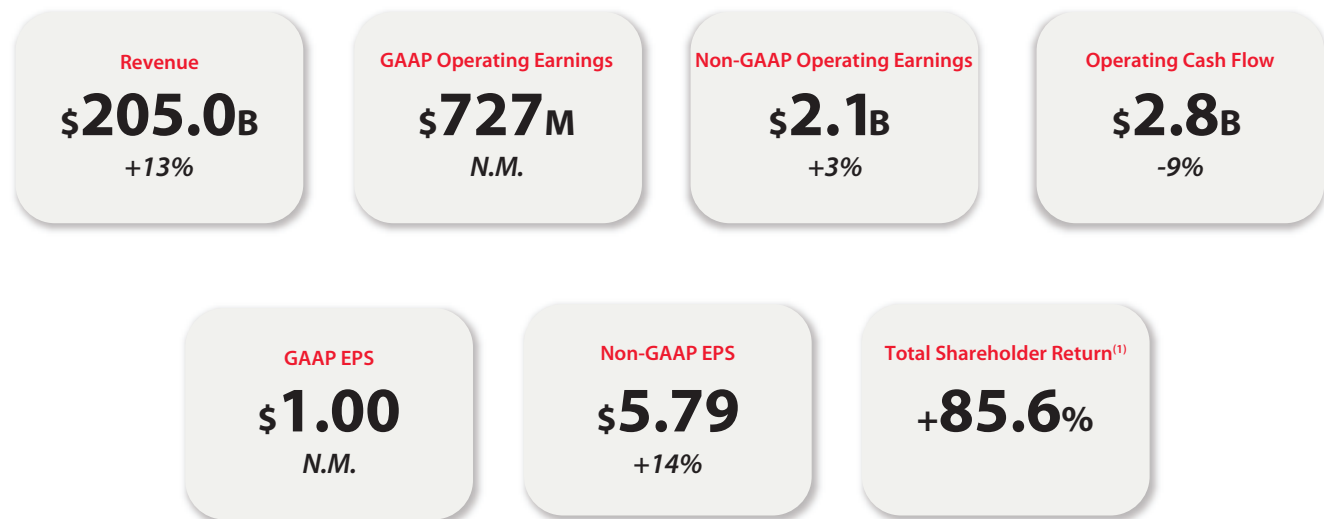 Revenue
$205.0B
+13%
GAAP Operating Earnings
$727M
N.M.
Non-GAAP Operating Earnings
$2.1B
+3%
Operating Cash Flow
$2.8B
-9%
GAAP EPS
$1.00
N.M.
Non-GAAP EPS
$5.79
+14%
Total Shareholder Return(1)
+85.6%